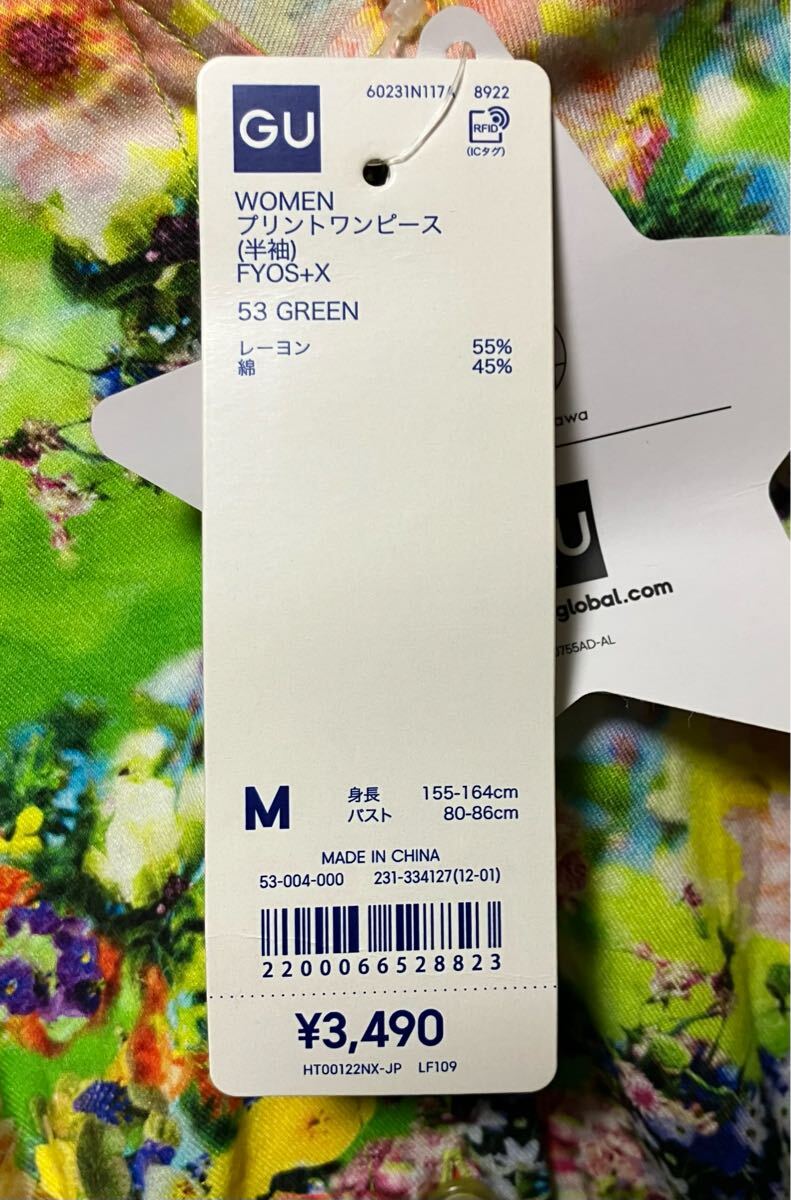 GU
60231N117A 8922
RFID
(ICタグ)
WOMEN
プリントワンピース
(半袖)
FYOS+X
53 GREEN
レーヨン 55%
綿 45%
M 身長 155-164cm
バスト 80-86cm
MADE IN CHINA
53-004-000 231-334127(12-01)
2200066528823
¥3,490
HT00122NX-JP LF109
awa
U
global.com
755AD-AL